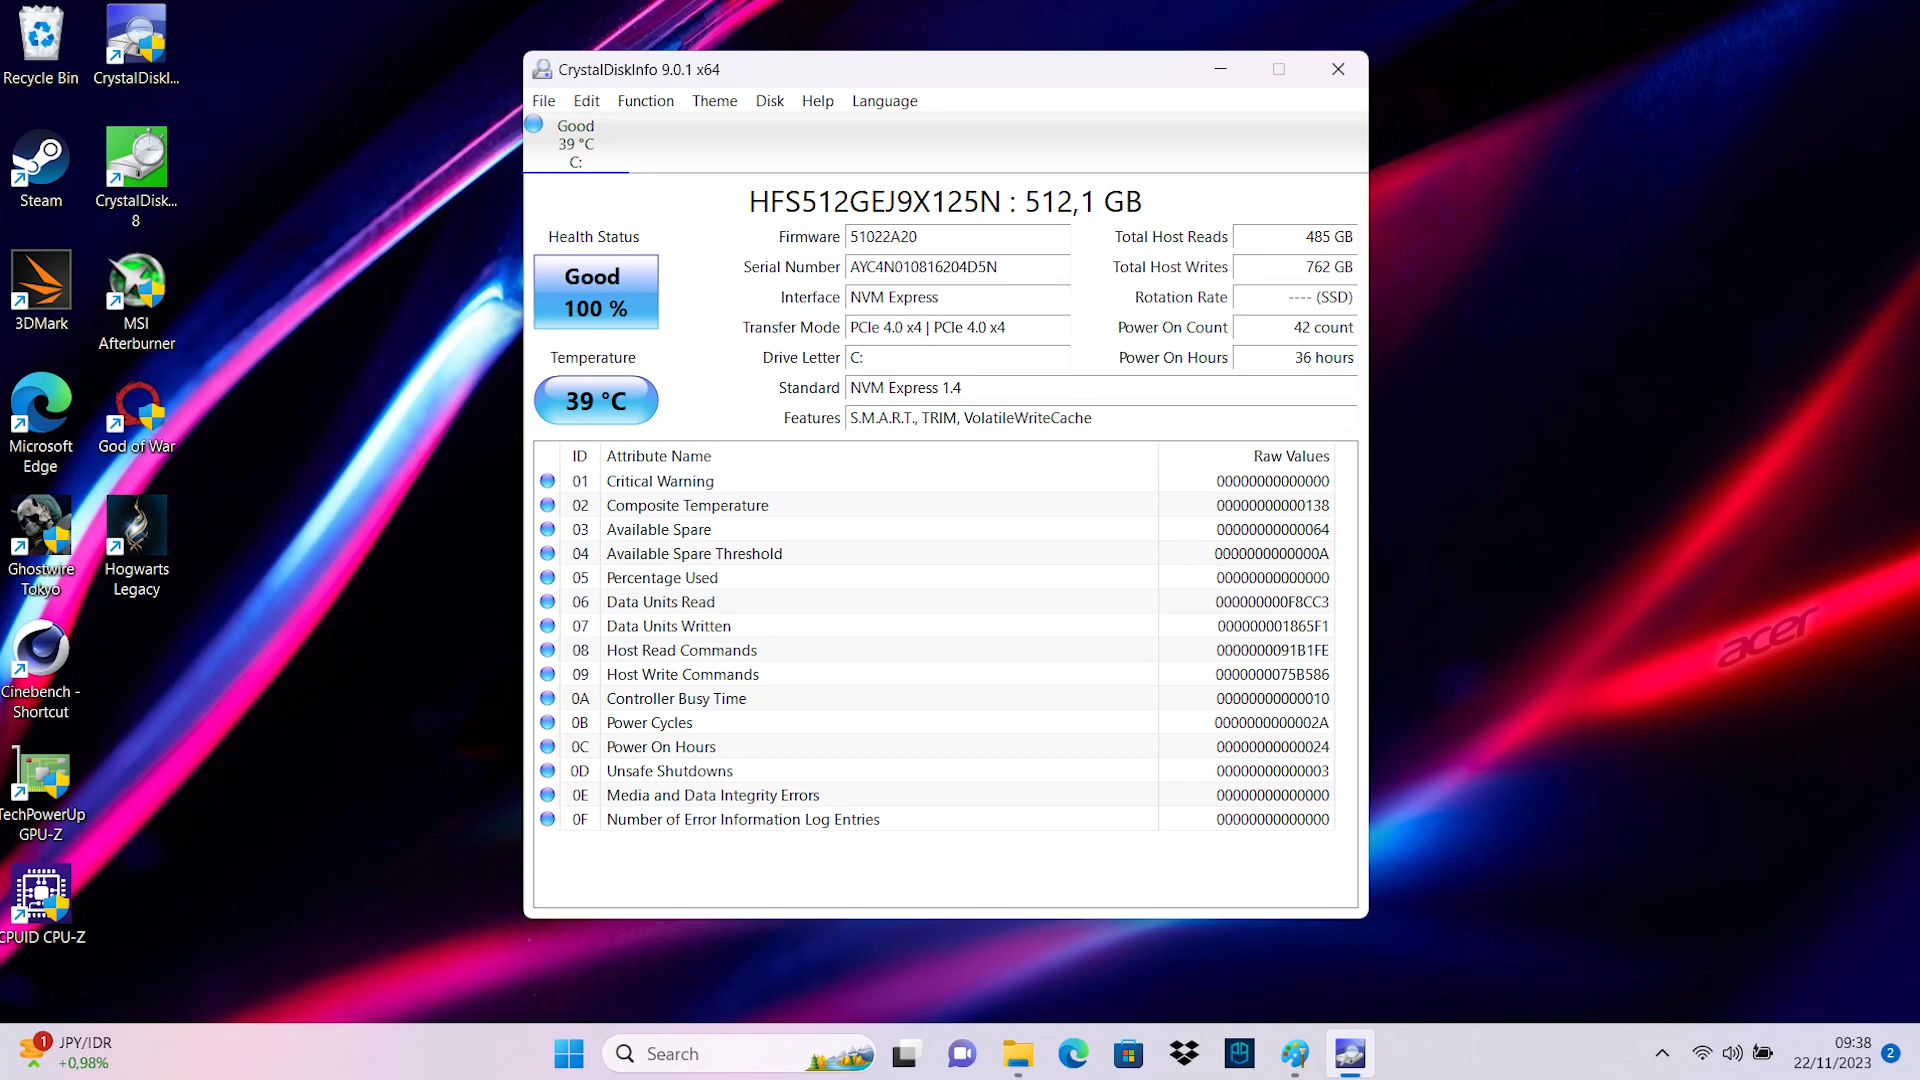 Recycle Bin
CrystalDiskI...
Steam
CrystalDisk...
8
3DMark
MSI
Afterburner
Microsoft
Edge
God of War
Ghostwire
Tokyo
Hogwarts
Legacy
Cinebench -
Shortcut
TechPowerUp
GPU-Z
CPUID CPU-Z
CrystalDiskInfo 9.0.1 x64
File Edit Function Theme Disk Help Language
Good
39 °C
C:
HFS512GEJ9X125N : 512,1 GB
Health Status
Good
100 %
Temperature
39 °C
Firmware 51022A20
Serial Number AYC4N010816204D5N
Interface NVM Express
Transfer Mode PCIe 4.0 x4 | PCIe 4.0 x4
Drive Letter C:
Standard NVM Express 1.4
Features S.M.A.R.T., TRIM, VolatileWriteCache
Total Host Reads 485 GB
Total Host Writes 762 GB
Rotation Rate ---- (SSD)
Power On Count 42 count
Power On Hours 36 hours
ID Attribute Name Raw Values
01 Critical Warning 00000000000000
02 Composite Temperature 00000000000138
03 Available Spare 00000000000064
04 Available Spare Threshold 0000000000000A
05 Percentage Used 00000000000000
06 Data Units Read 000000000F8CC3
07 Data Units Written 000000001865F1
08 Host Read Commands 0000000091B1FE
09 Host Write Commands 0000000075B586
0A Controller Busy Time 00000000000010
0B Power Cycles 0000000000002A
0C Power On Hours 00000000000024
0D Unsafe Shutdowns 00000000000003
0E Media and Data Integrity Errors 00000000000000
0F Number of Error Information Log Entries 00000000000000
acer
1
JPY/IDR
+0,98%
Search
09:38
22/11/2023
2